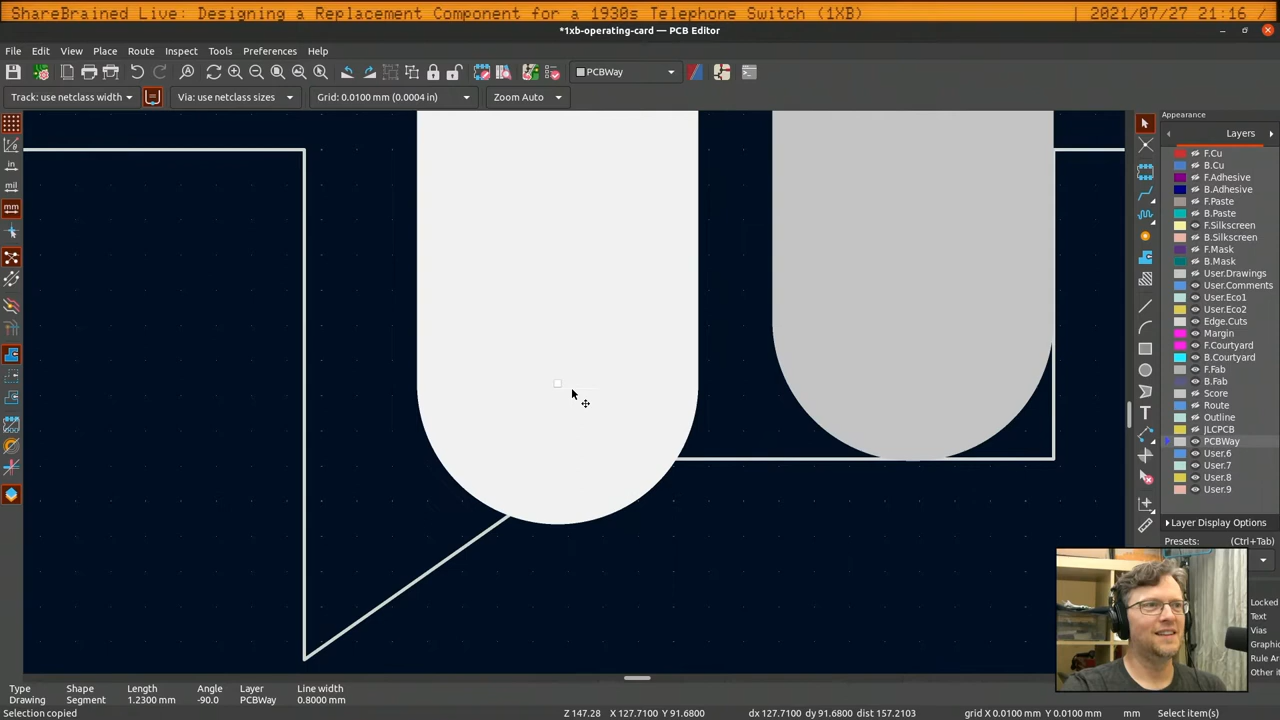 ShareBrained Live: Designing a Replacement Component for a 1930s Telephone Switch (1XB) | 2021/07/27 21:16 /
*1xb-operating-card — PCB Editor
File Edit View Place Route Inspect Tools Preferences Help
PCBWay
Track: use netclass width Via: use netclass sizes Grid: 0.0100 mm (0.0004 in) Zoom Auto
Appearance
Layers
F.Cu
B.Cu
F.Adhesive
B.Adhesive
F.Paste
B.Paste
F.Silkscreen
B.Silkscreen
F.Mask
B.Mask
User.Drawings
User.Comments
User.Eco1
User.Eco2
Edge.Cuts
Margin
F.Courtyard
B.Courtyard
F.Fab
B.Fab
Score
Route
Outline
JLCPCB
PCBWay
User.6
User.7
User.8
User.9
Layer Display Options
Presets: (Ctrl+Tab)
Locked
Text
Vias
Graphic
Rule Ar
Other it
in
mil
mm
Type Shape Length Angle Layer Line width
Drawing Segment 1.2300 mm -90.0 PCBWay 0.8000 mm
Selection copied Z 147.28 X 127.7100 Y 91.6800 dx 127.7100 dy 91.6800 dist 157.2103 grid X 0.0100 mm Y 0.0100 mm mm Select item(s)